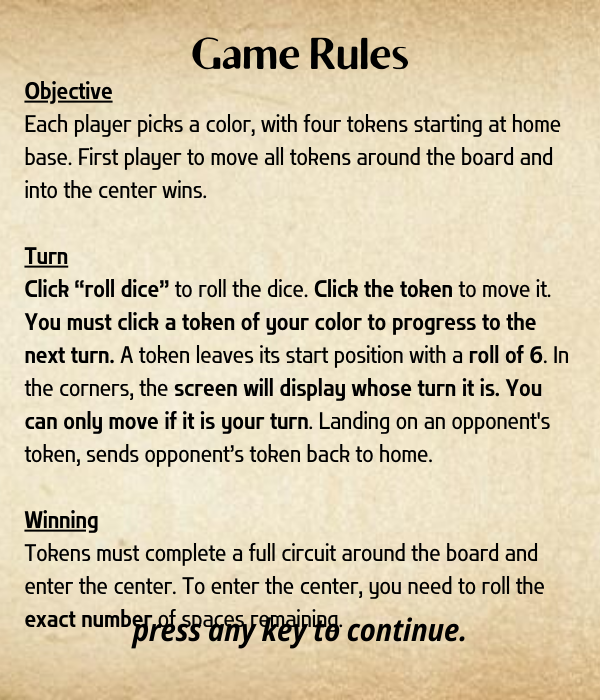 Game Rules
Objective
Each player picks a color, with four tokens starting at home
base. First player to move all tokens around the board and
into the center wins.
Turn
Click “roll dice” to roll the dice. Click the token to move it.
You must click a token of your color to progress to the
next turn. A token leaves its start position with a roll of 6. In
the corners, the screen will display whose turn it is. You
can only move if it is your turn. Landing on an opponent's
token, sends opponent’s token back to home.
Winning
Tokens must complete a full circuit around the board and
enter the center. To enter the center, you need to roll the
exact number of spaces remaining.
press any key to continue.